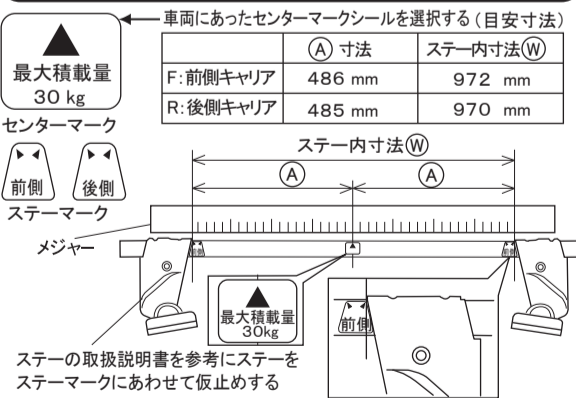 車両にあったセンターマークシールを選択する(目安寸法)
最大積載量
30 kg
センターマーク
Ⓐ 寸法 ステー内寸法Ⓦ
F:前側キャリア 486 mm 972 mm
R:後側キャリア 485 mm 970 mm
前側 後側
ステーマーク
ステー内寸法Ⓦ
Ⓐ Ⓐ
メジャー
前側 前側
最大積載量
30kg
前側
ステーの取扱説明書を参考にステーを
ステーマークにあわせて仮止めする